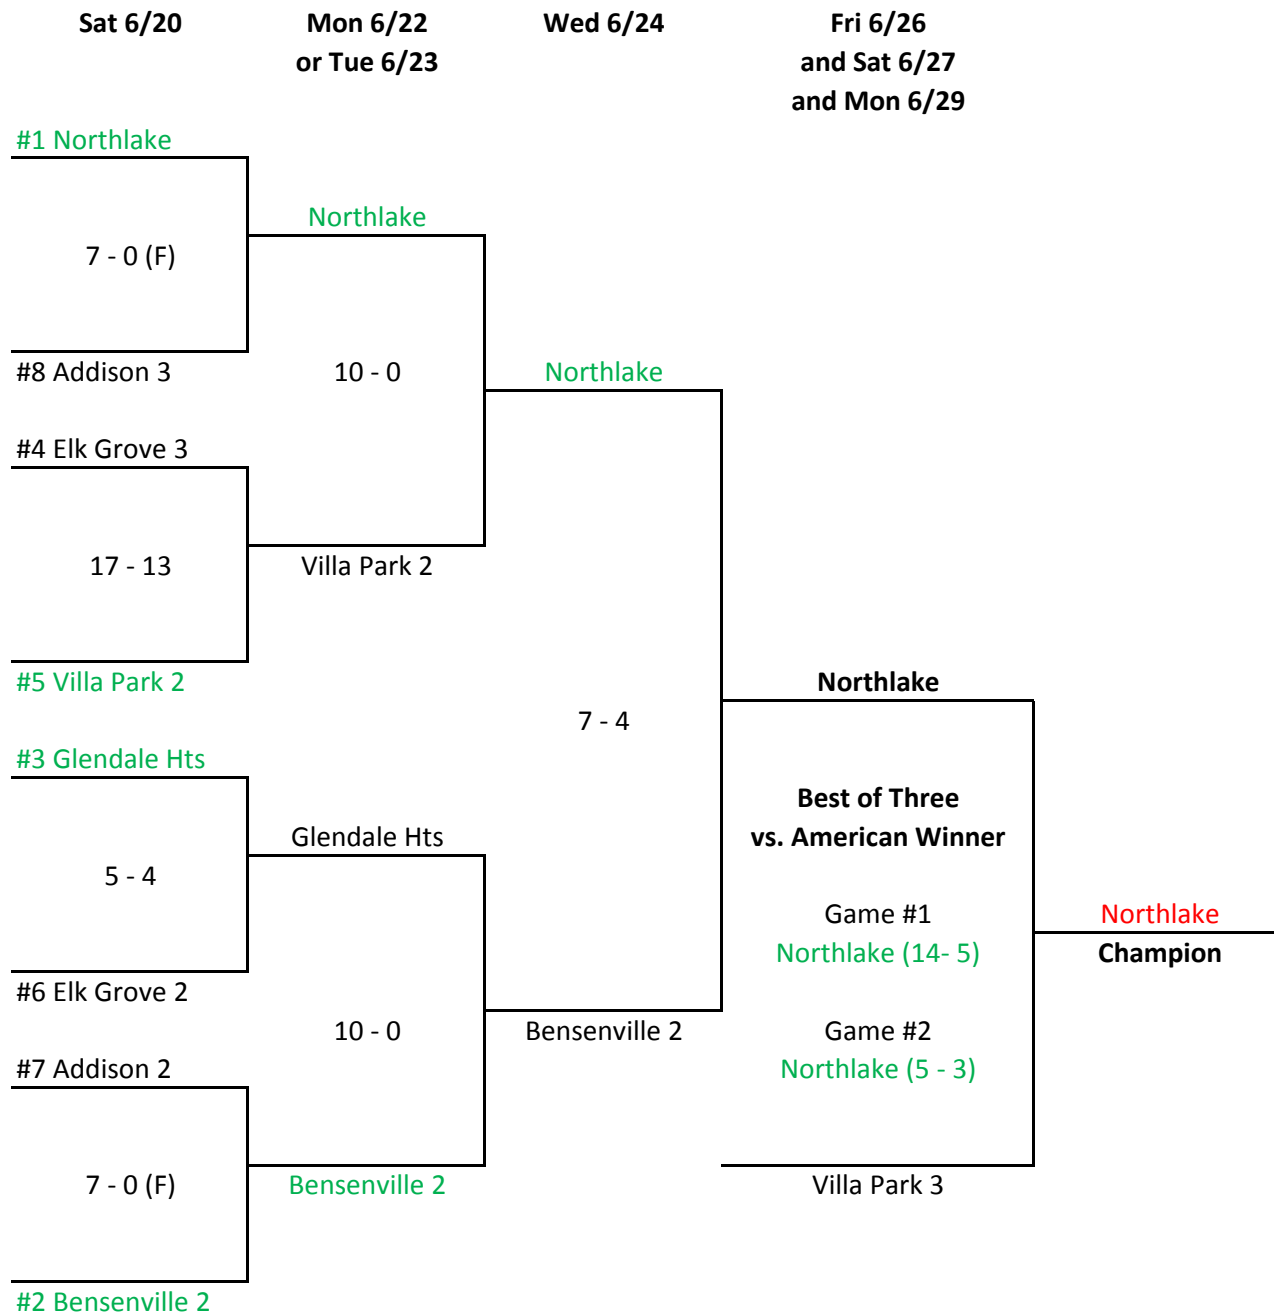 Sat 6/20
Mon 6/22
or Tue 6/23
Wed 6/24
Fri 6/26
and Sat 6/27
and Mon 6/29
#1 Northlake
7 - 0 (F)
#8 Addison 3
#4 Elk Grove 3
17 - 13
#5 Villa Park 2
#3 Glendale Hts
5 - 4
#6 Elk Grove 2
#7 Addison 2
7 - 0 (F)
#2 Bensenville 2
Northlake
10 - 0
Villa Park 2
Glendale Hts
10 - 0
Bensenville 2
Northlake
7 - 4
Bensenville 2
Northlake
Best of Three
vs. American Winner
Game #1
Northlake (14- 5)
Game #2
Northlake (5 - 3)
Villa Park 3
Northlake
Champion